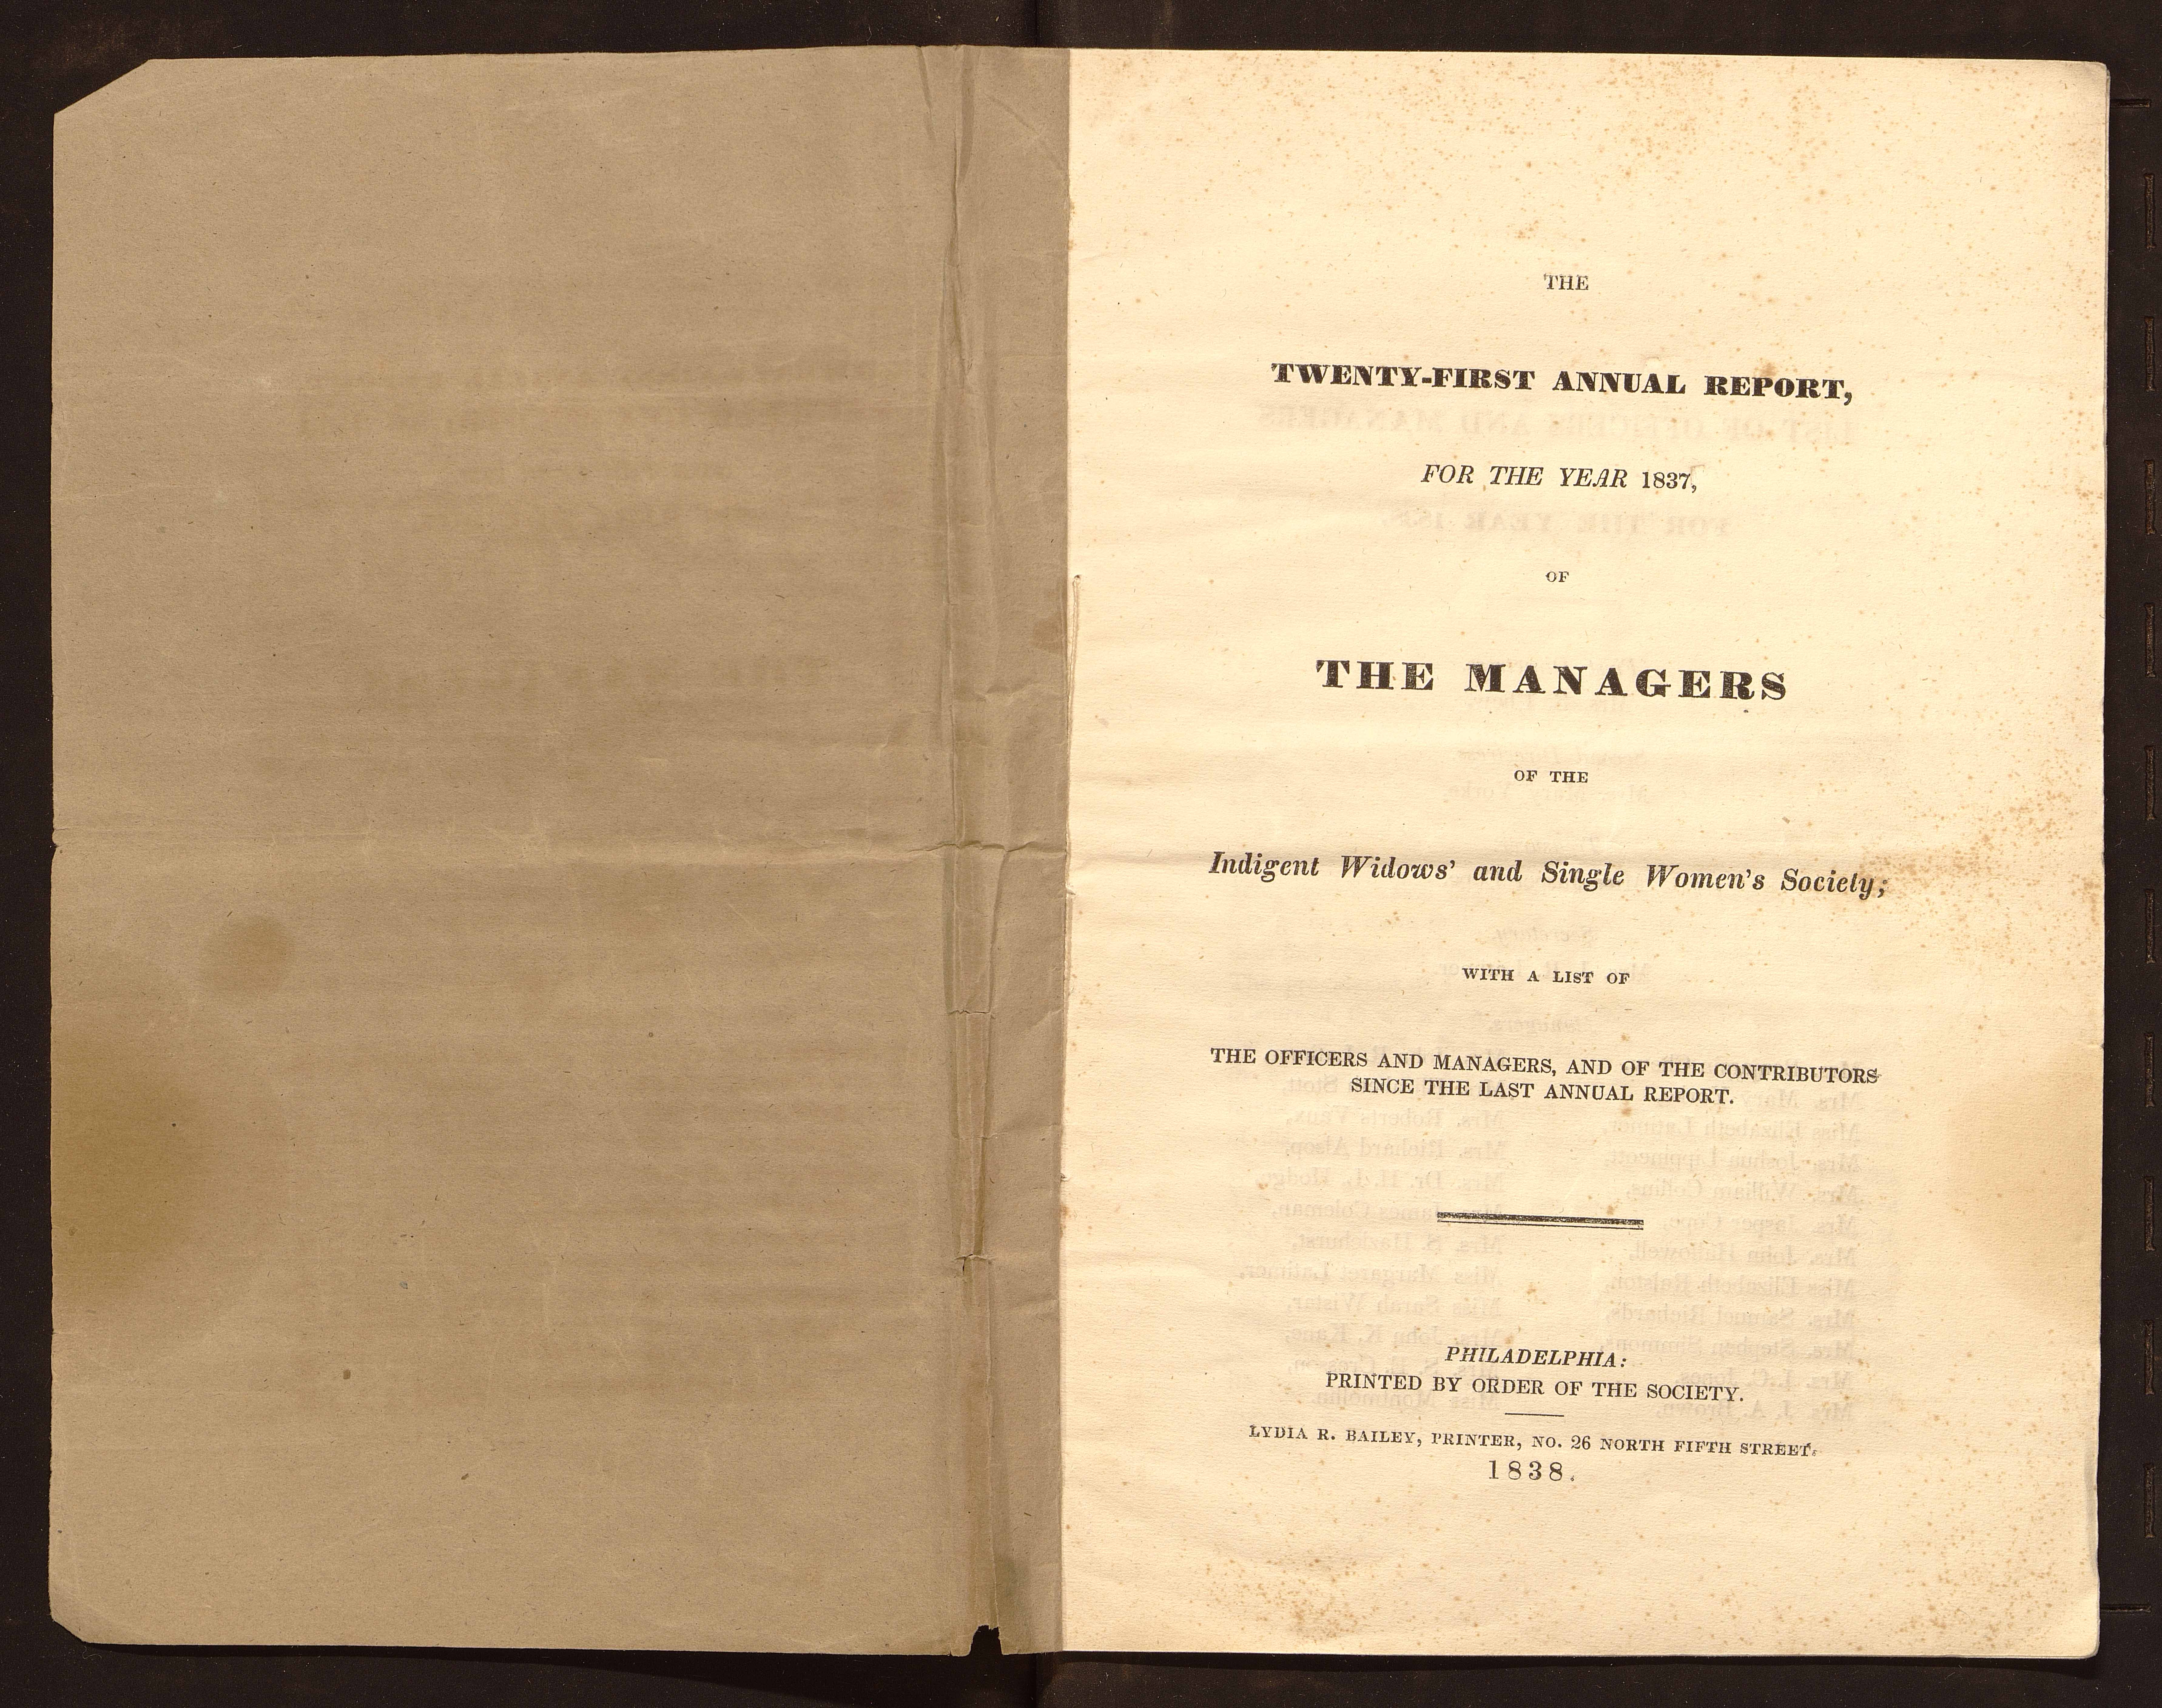 THE
TWENTY-FIRST ANNUAL REPORT,
FOR THE YEAR 1837,
OF
THE MANAGERS
OF THE
Indigent Widows' and Single Women's Society;
WITH A LIST OF
THE OFFICERS AND MANAGERS, AND OF THE CONTRIBUTORS
SINCE THE LAST ANNUAL REPORT.
PHILADELPHIA:
PRINTED BY ORDER OF THE SOCIETY.
LYDIA R. BAILEY, PRINTER, NO. 26 NORTH FIFTH STREET.
1838.